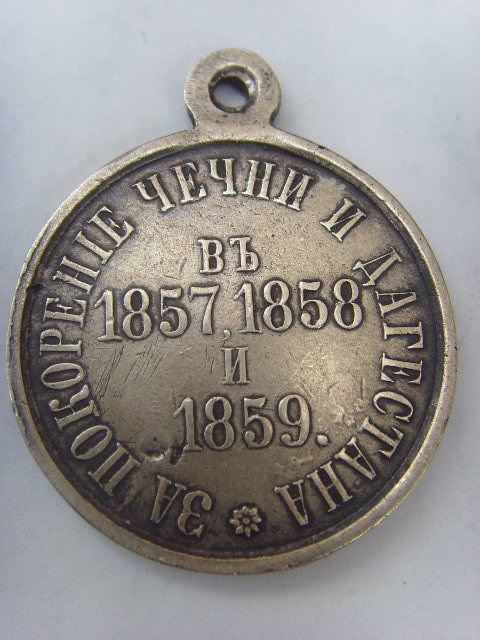 ЗА ПОКОРЕНІЕ ЧЕЧНИ И ДАГЕСТАНА
ВЪ
1857, 1858
И
1859.